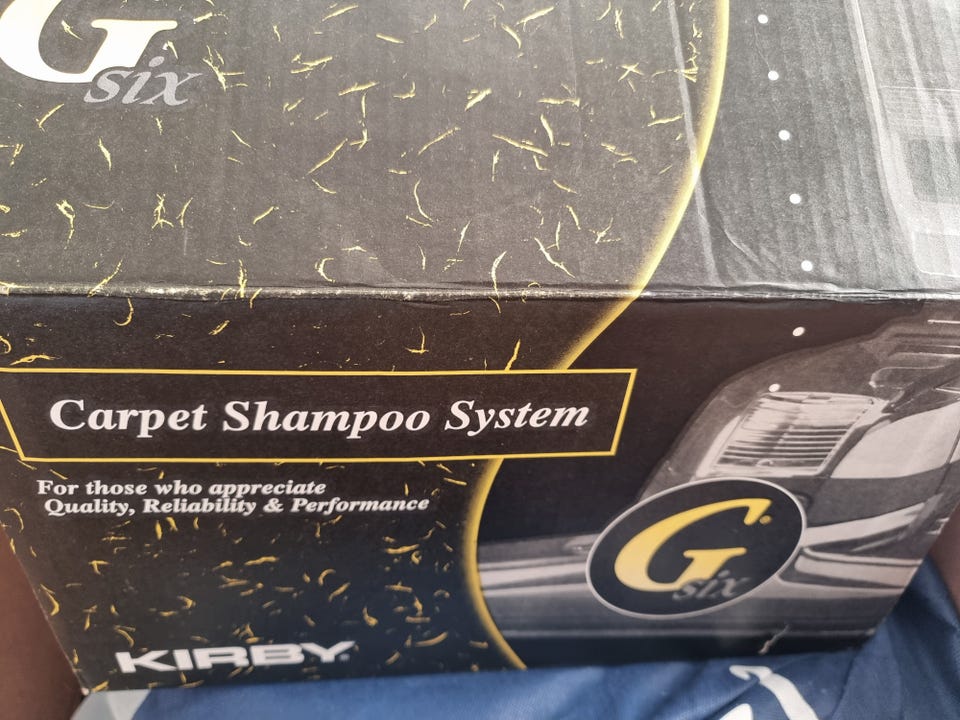 G
six
Carpet Shampoo System
For those who appreciate
Quality, Reliability & Performance
G
six
KIRBY